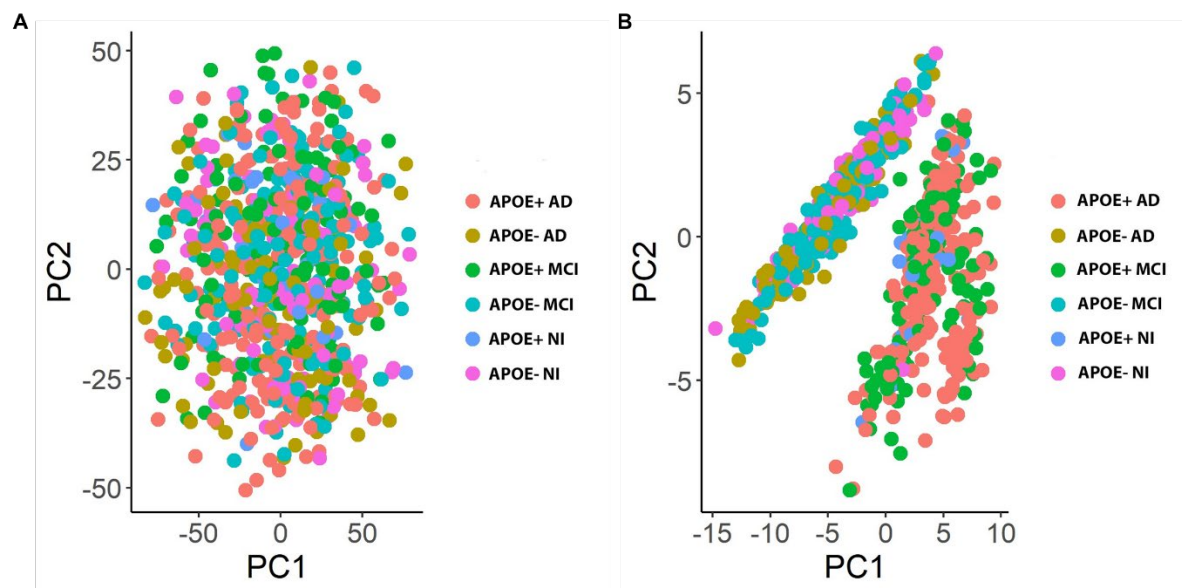 A
50
25
0
-25
-50
PC2
-50 0 50
PC1
APOE+ AD
APOE- AD
APOE+ MCI
APOE- MCI
APOE+ NI
APOE- NI
B
5
0
-5
PC2
-15 -10 -5 0 5 10
PC1
APOE+ AD
APOE- AD
APOE+ MCI
APOE- MCI
APOE+ NI
APOE- NI